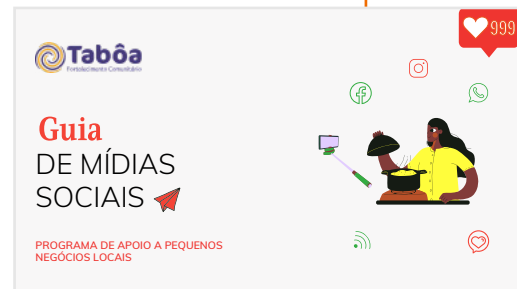 999
Tabôa
Fortalecimento Comunitário
Guia
DE MÍDIAS
SOCIAIS
PROGRAMA DE APOIO A PEQUENOS
NEGÓCIOS LOCAIS